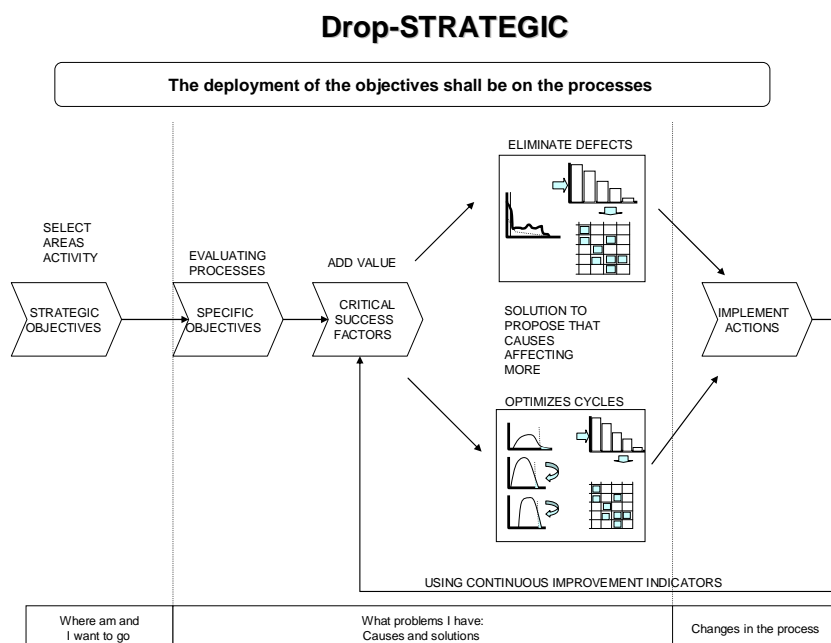 Drop-STRATEGIC
The deployment of the objectives shall be on the processes
ELIMINATE DEFECTS
SELECT
AREAS
ACTIVITY
EVALUATING
PROCESSES
ADD VALUE
STRATEGIC
OBJECTIVES
SPECIFIC
OBJECTIVES
CRITICAL
SUCCESS
FACTORS
SOLUTION TO
PROPOSE THAT
CAUSES
AFFECTING
MORE
IMPLEMENT
ACTIONS
OPTIMIZES CYCLES
USING CONTINUOUS IMPROVEMENT INDICATORS
Where am and
I want to go
What problems I have:
Causes and solutions
Changes in the process